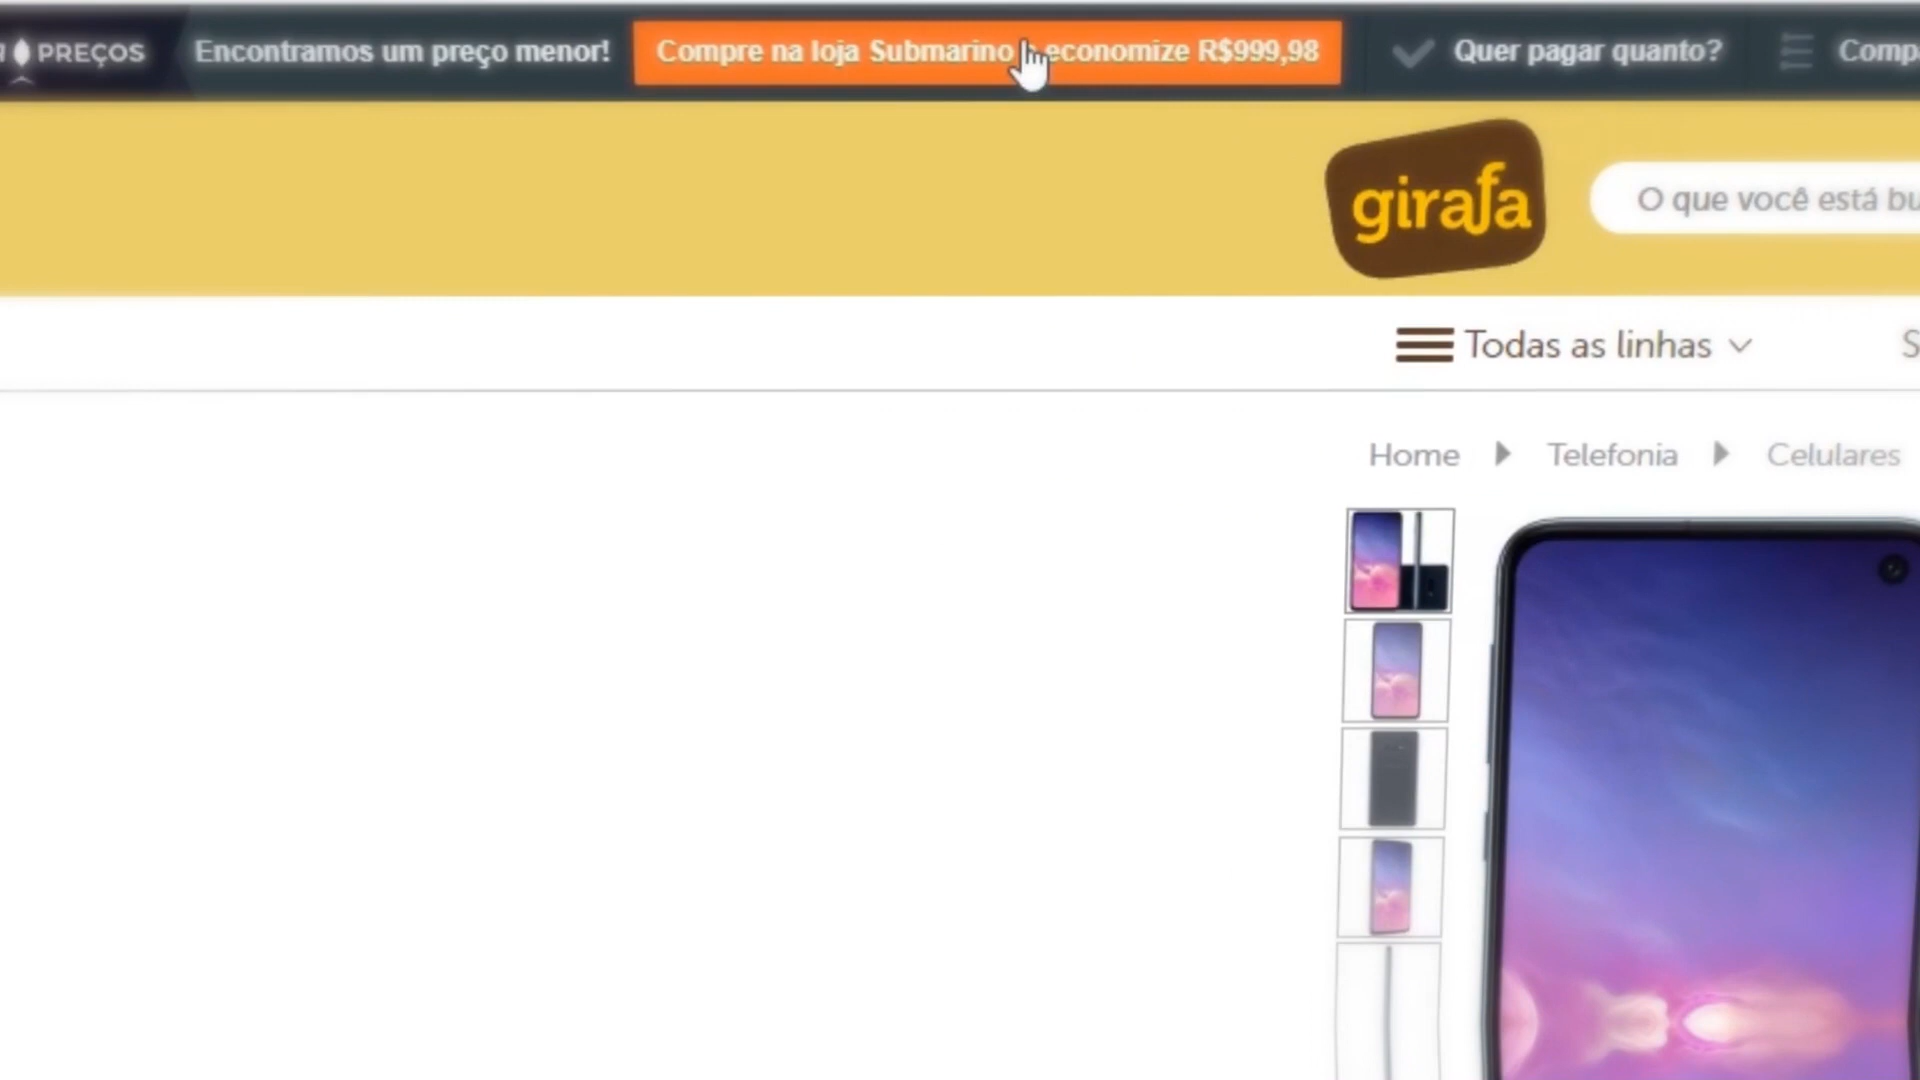 PREÇOS Encontramos um preço menor! Compre na loja Submarino e economize R$999,98 Quer pagar quanto?
girafa O que você está
Todas as linhas
Home Telefonia Celulares